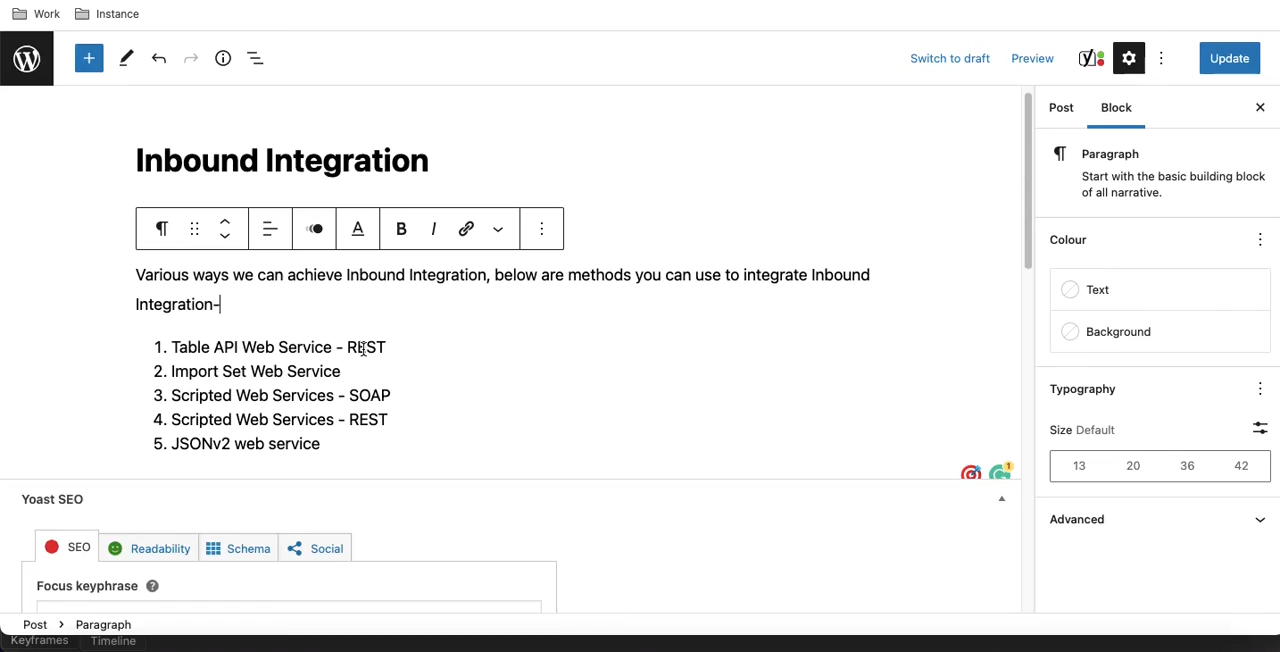 Work Instance
Switch to draft Preview Update
Post Block
Inbound Integration
Paragraph
Start with the basic building block
of all narrative.
Colour
Various ways we can achieve Inbound Integration, below are methods you can use to integrate Inbound
Integration-
Text
Background
1. Table API Web Service - REST
2. Import Set Web Service
3. Scripted Web Services - SOAP
4. Scripted Web Services - REST
5. JSONv2 web service
Typography
Size Default
13 20 36 42
1
Yoast SEO
Advanced
SEO Readability Schema Social
Focus keyphrase ?
Post > Paragraph
Keyframes Timeline